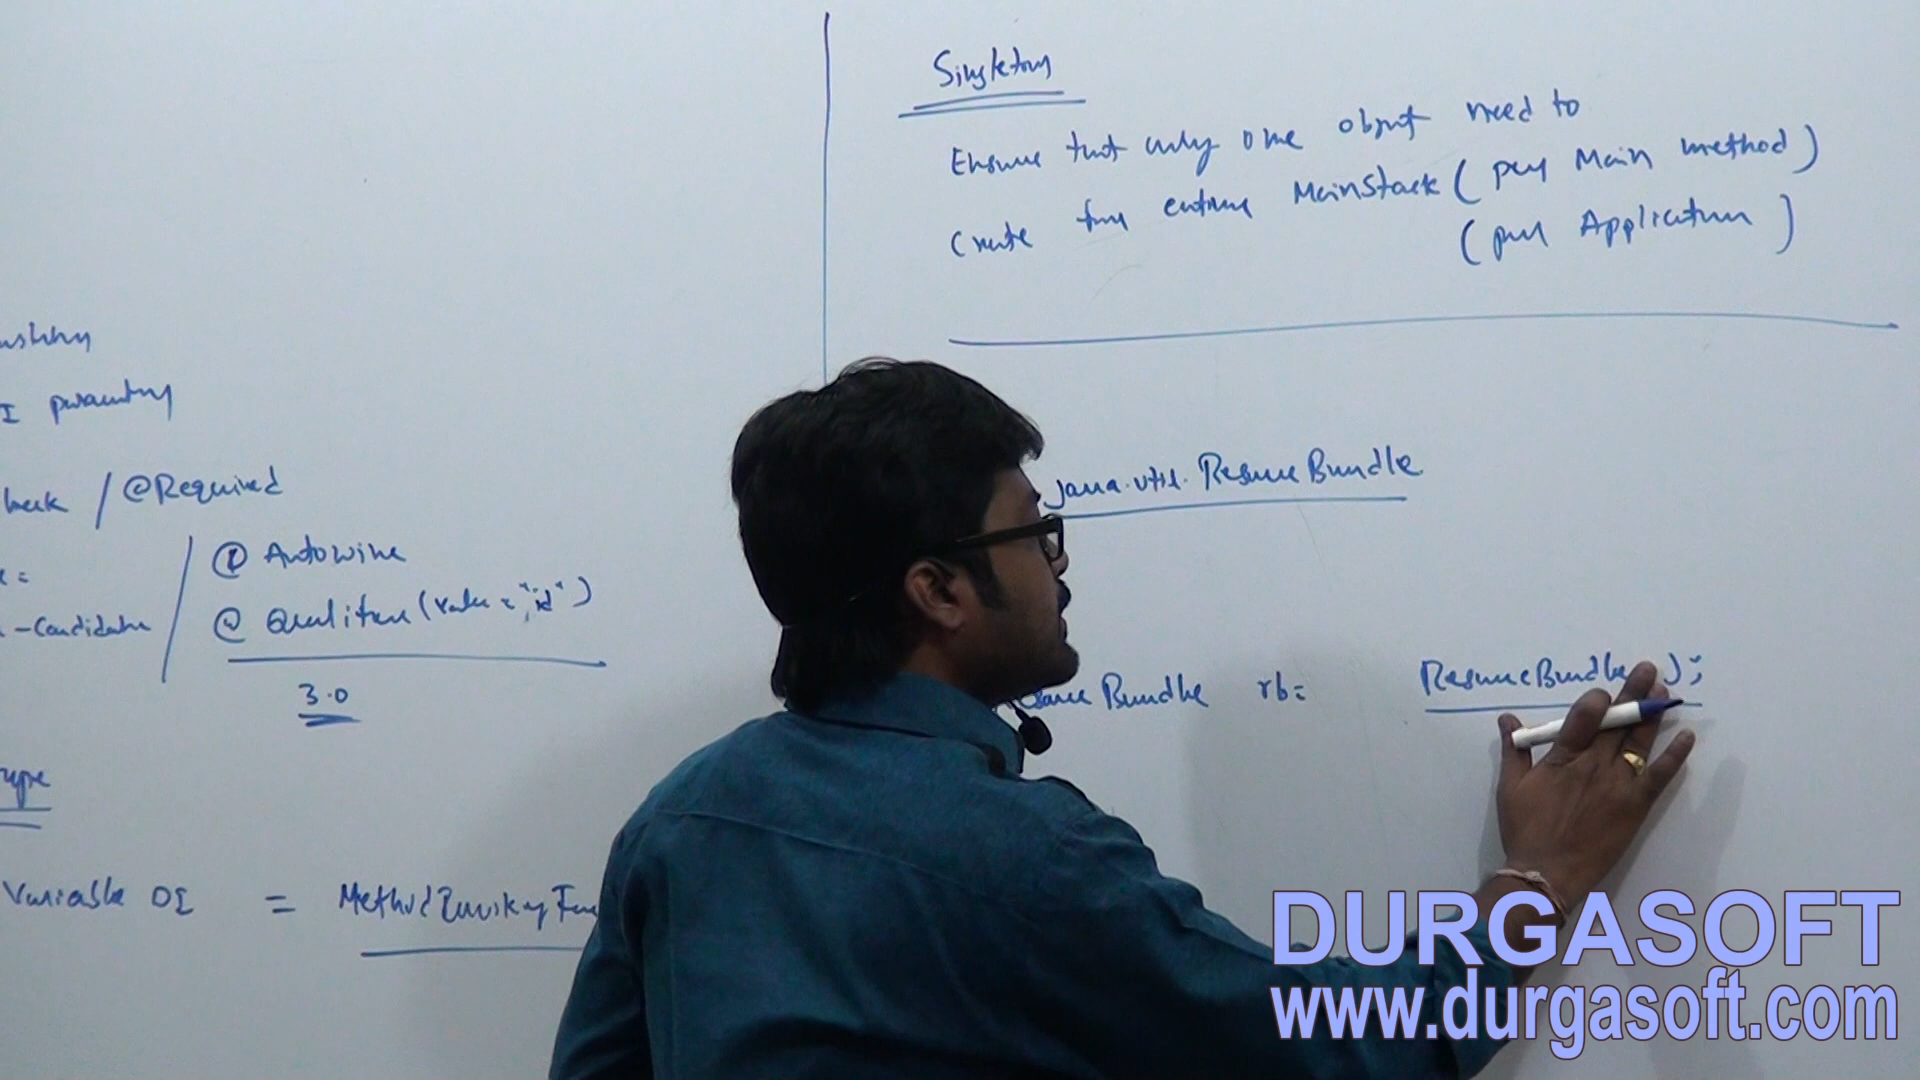 Singleton
Ensure that only one object need to
Create for entire MainStack (per Main method)
(per Application)
java.util.ResourceBundle
ResourceBundle rb= ResourceBundle();
/ @Required
@ Autowire
@ Qualifier(value="id")
-Candidate
3.0
Variable DI = MethodInvoking
DURGASOFT
www.durgasoft.com